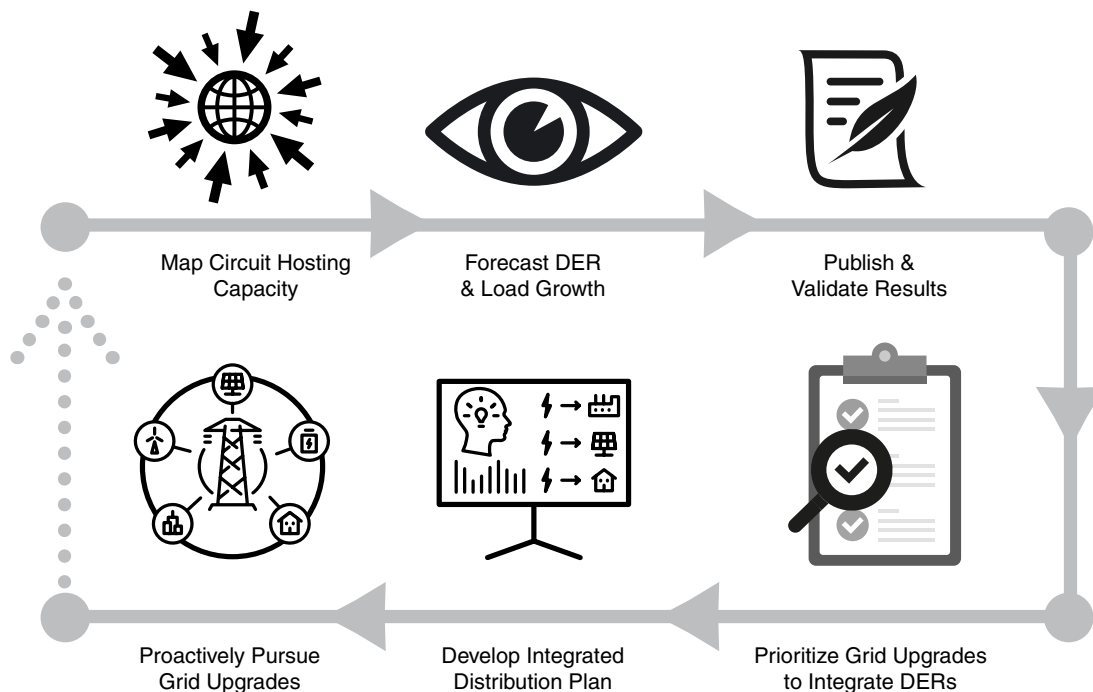 Map Circuit Hosting
Capacity
Forecast DER
& Load Growth
Publish &
Validate Results
Proactively Pursue
Grid Upgrades
Develop Integrated
Distribution Plan
Prioritize Grid Upgrades
to Integrate DERs